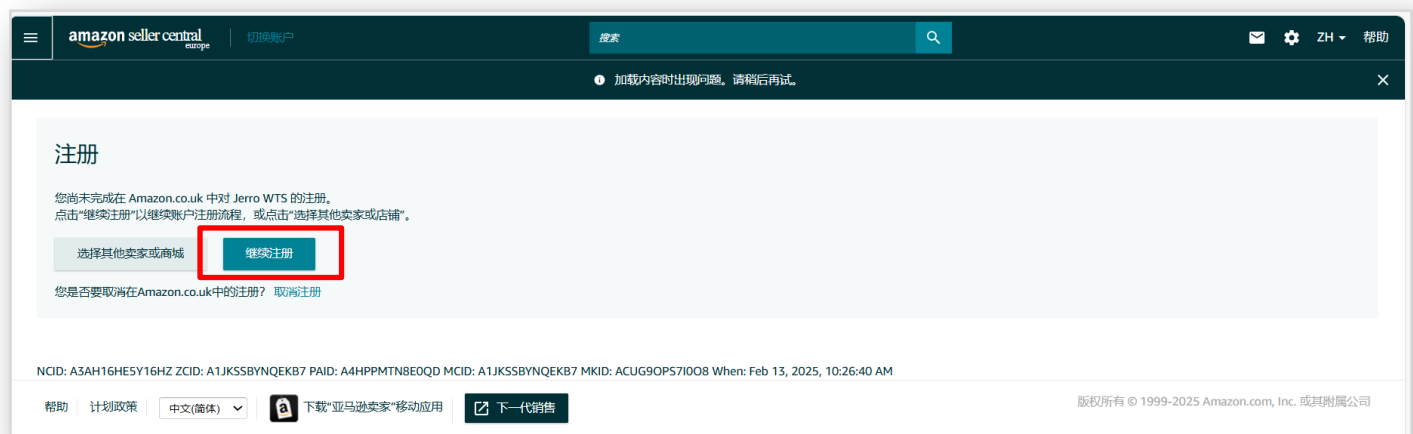 amazon seller central
europe
切换账户
搜索
ZH
帮助
加载内容时出现问题。请稍后再试。
注册
您尚未完成在 Amazon.co.uk 中对 Jerro WTS 的注册。
点击“继续注册”以继续账户注册流程，或点击“选择其他卖家或店铺”。
选择其他卖家或商城
继续注册
您是否要取消在Amazon.co.uk中的注册？ 取消注册
NCID: A3AH16HE5Y16HZ ZCID: A1JKSSBYNQEKB7 PAID: A4HPPMTN8E0QD MCID: A1JKSSBYNQEKB7 MKID: ACUG9OPS7I0O8 When: Feb 13, 2025, 10:26:40 AM
帮助
计划政策
中文(简体)
a
下载“亚马逊卖家”移动应用
下一代销售
版权所有 © 1999-2025 Amazon.com, Inc. 或其附属公司